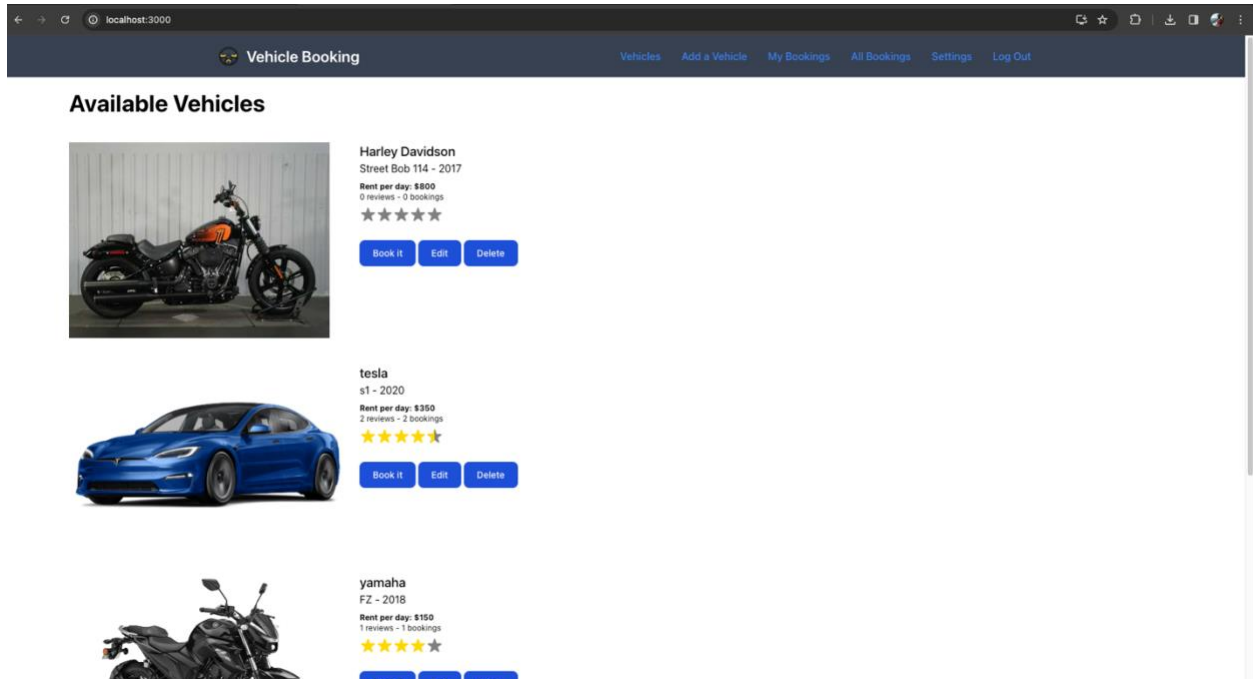 localhost:3000
Vehicle Booking
Vehicles Add a Vehicle My Bookings All Bookings Settings Log Out
Available Vehicles
Harley Davidson
Street Bob 114 - 2017
Rent per day: $800
0 reviews - 0 bookings
Book it Edit Delete
tesla
s1 - 2020
Rent per day: $350
2 reviews - 2 bookings
Book it Edit Delete
yamaha
FZ - 2018
Rent per day: $150
1 reviews - 1 bookings